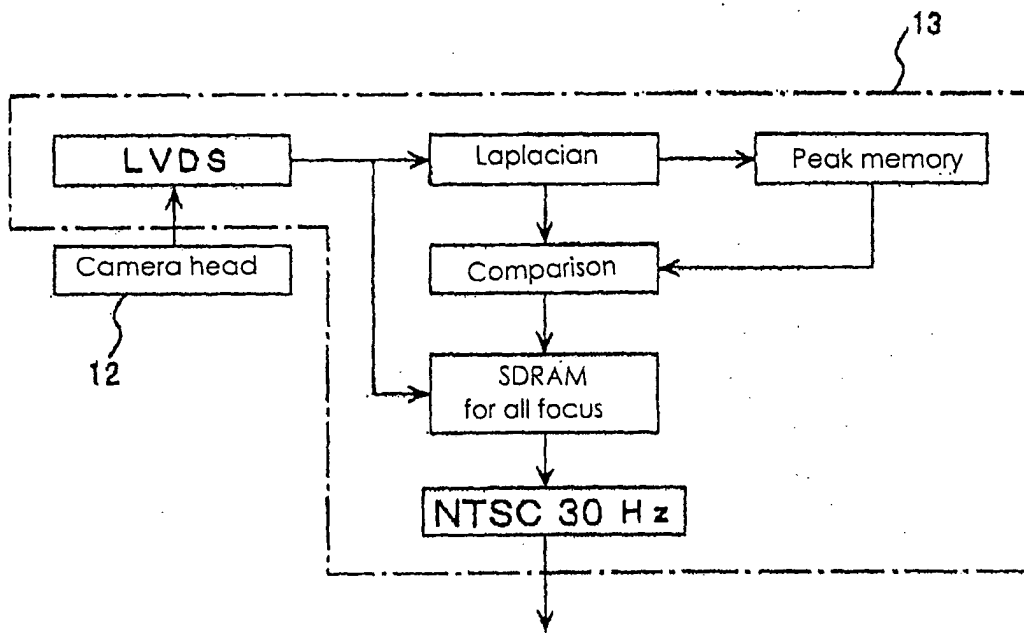 13
LVDS
Laplacian
Peak memory
Camera head
Comparison
12
SDRAM
for all focus
NTSC 30 Hz